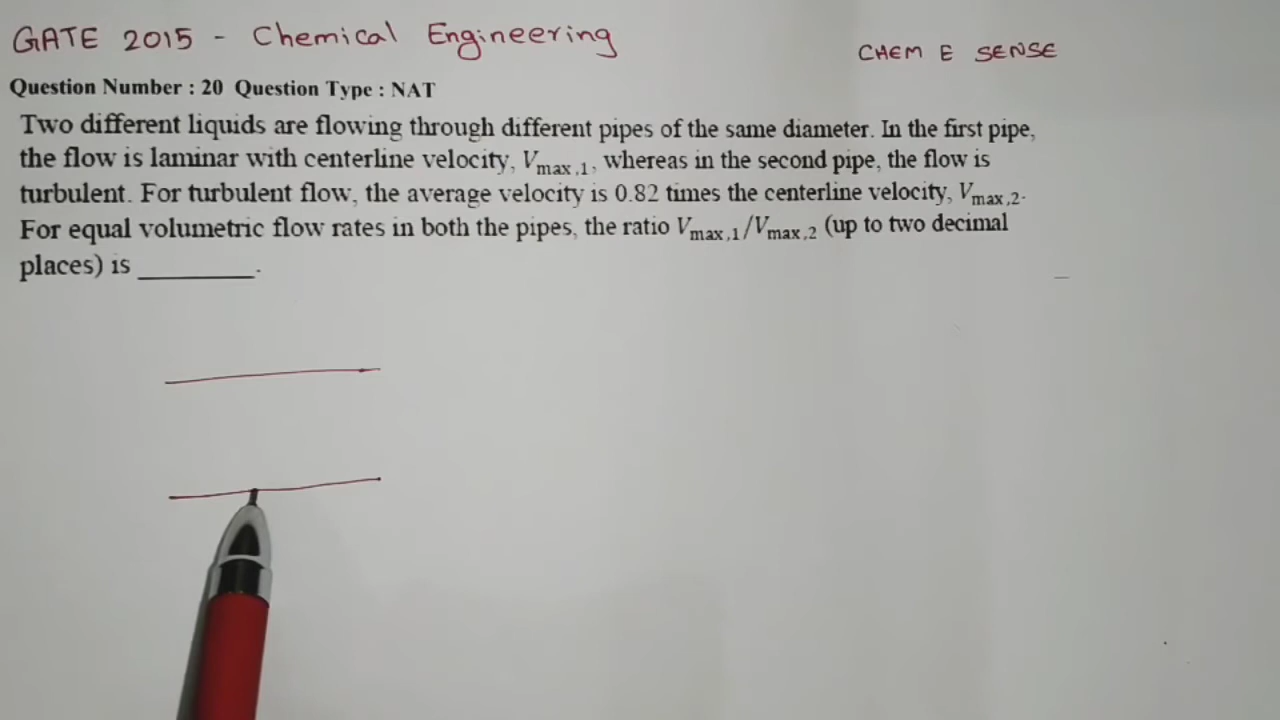 GATE 2015 - Chemical Engineering
CHEM E SENSE
Question Number : 20 Question Type : NAT
Two different liquids are flowing through different pipes of the same diameter. In the first pipe,
the flow is laminar with centerline velocity, Vmax,1, whereas in the second pipe, the flow is
turbulent. For turbulent flow, the average velocity is 0.82 times the centerline velocity, Vmax,2.
For equal volumetric flow rates in both the pipes, the ratio Vmax,1/Vmax,2 (up to two decimal
places) is ________.